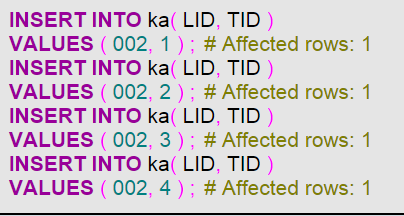 INSERT INTO ka( LID, TID )
VALUES ( 002, 1 ) ; # Affected rows: 1
INSERT INTO ka( LID, TID )
VALUES ( 002, 2 ) ; # Affected rows: 1
INSERT INTO ka( LID, TID )
VALUES ( 002, 3 ) ; # Affected rows: 1
INSERT INTO ka( LID, TID )
VALUES ( 002, 4 ) ; # Affected rows: 1